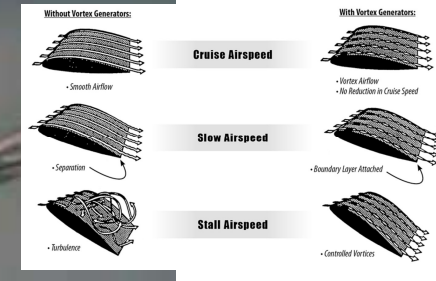 Without Vortex Generators:
With Vortex Generators:
Cruise Airspeed
• Smooth Airflow
• Vortex Airflow
• No Reduction in Cruise Speed
Slow Airspeed
• Separation
• Boundary Layer Attached
Stall Airspeed
• Turbulence
• Controlled Vortices